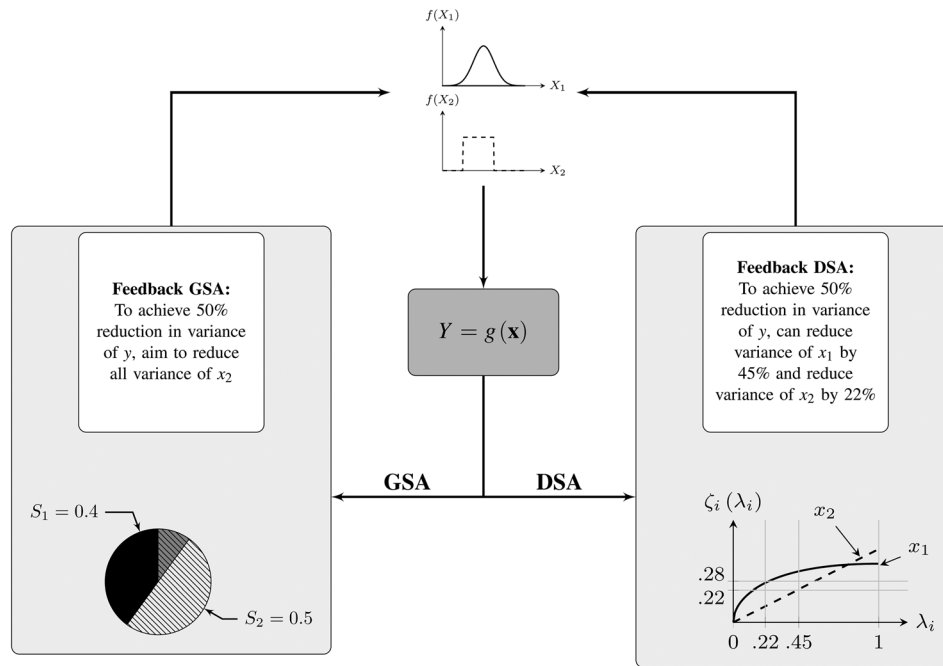 f(X₁)
X₁
f(X₂)
X₂
Feedback GSA:
To achieve 50%
reduction in variance
of y, aim to reduce
all variance of x₂
Y = g (x)
Feedback DSA:
To achieve 50%
reduction in variance
of y, can reduce
variance of x₁ by
45% and reduce
variance of x₂ by 22%
GSA
DSA
S₁ = 0.4
S₂ = 0.5
ζᵢ (λᵢ)
x₂
x₁
.28
.22
0 .22 .45 1 λᵢ